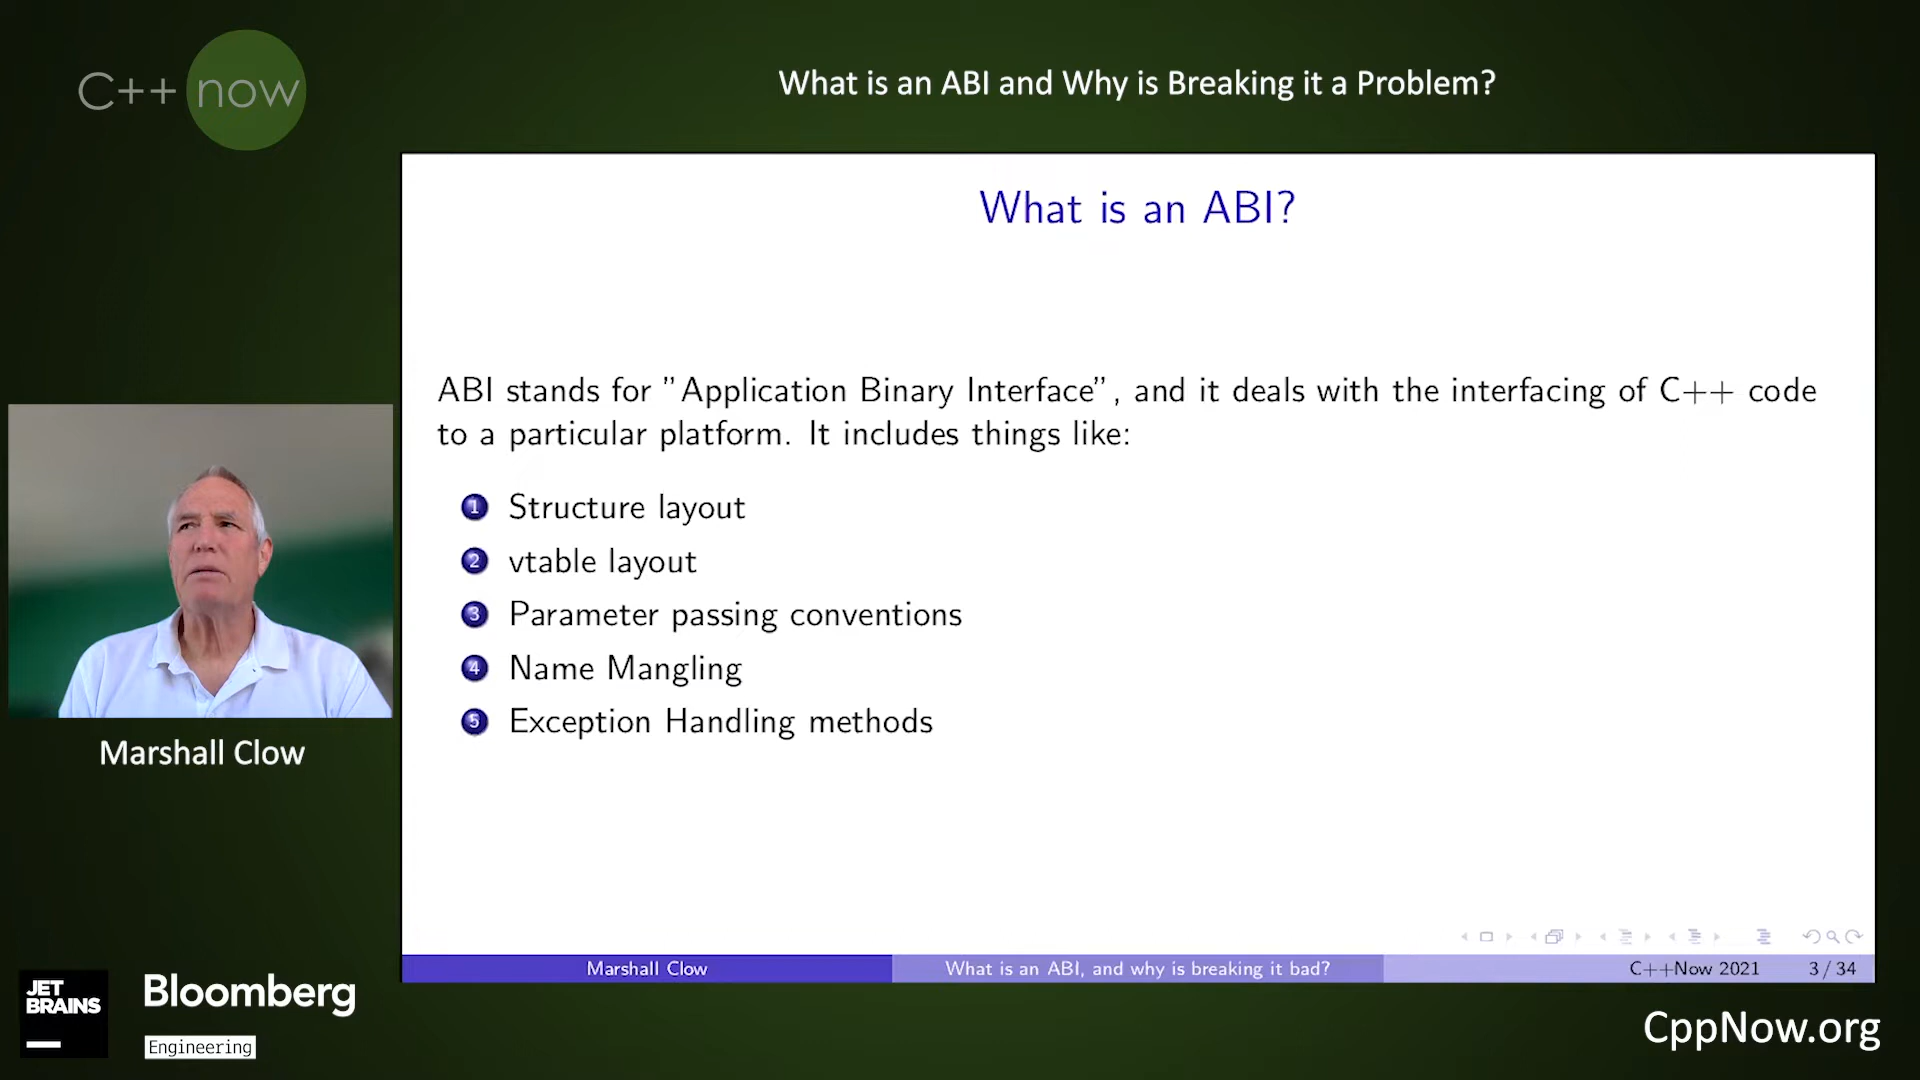 C++ now
What is an ABI and Why is Breaking it a Problem?
What is an ABI?
ABI stands for ”Application Binary Interface”, and it deals with the interfacing of C++ code
to a particular platform. It includes things like:
1 Structure layout
2 vtable layout
3 Parameter passing conventions
4 Name Mangling
5 Exception Handling methods
Marshall Clow
Marshall Clow What is an ABI, and why is breaking it bad? C++Now 2021 3 / 34
JET
BRAINS
Bloomberg
Engineering
CppNow.org